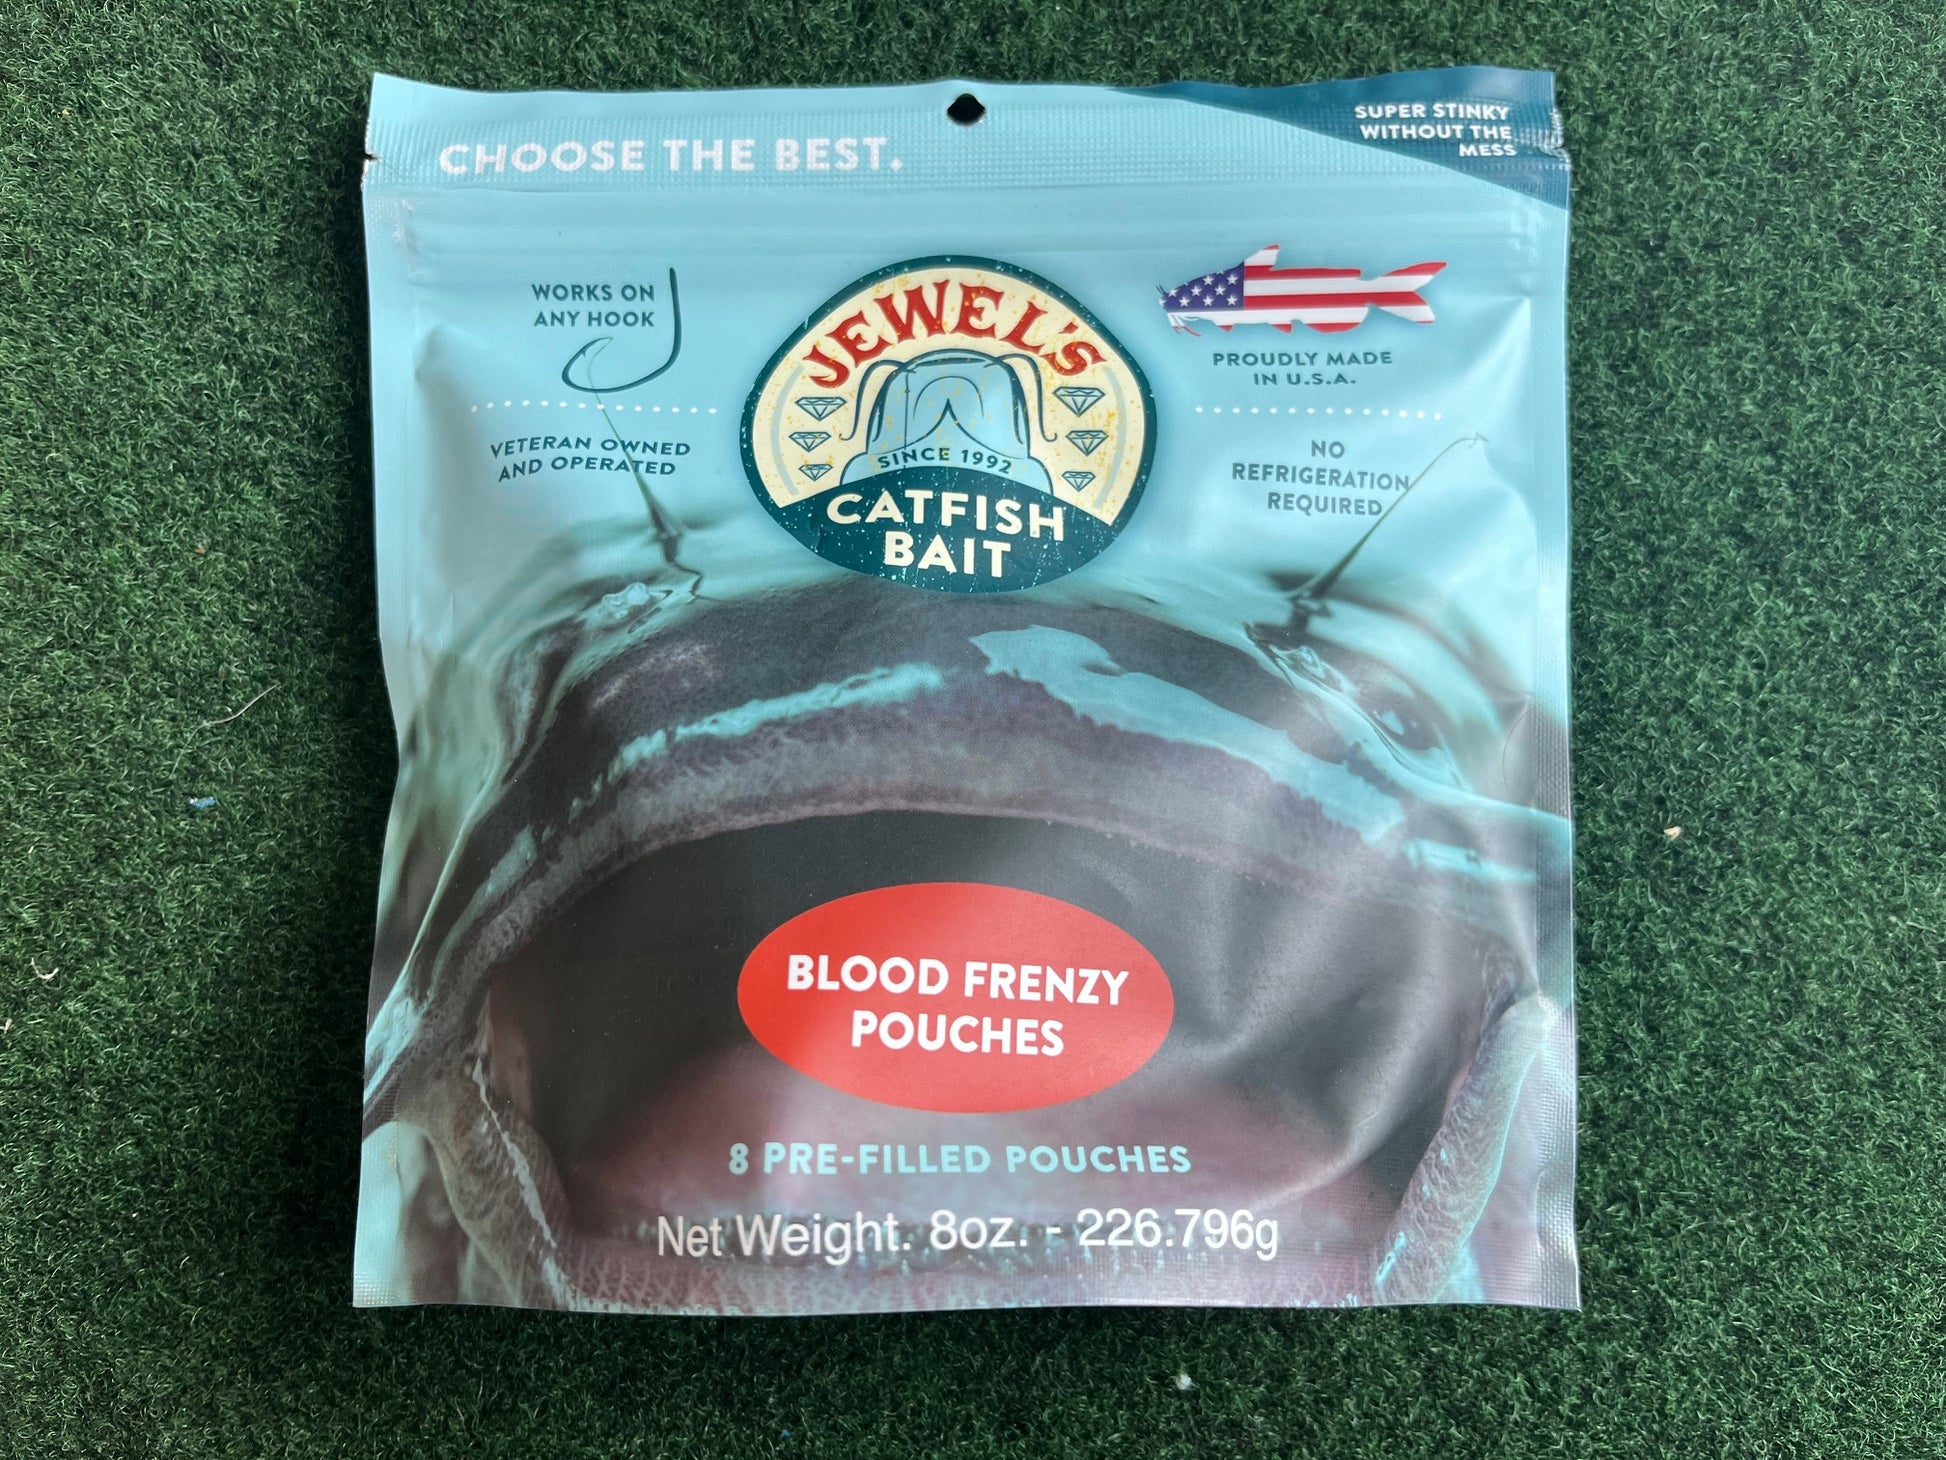 CHOOSE THE BEST.
SUPER STINKY
WITHOUT THE
MESS
WORKS ON
ANY HOOK
VETERAN OWNED
AND OPERATED
JEWEL'S
SINCE 1992
CATFISH
BAIT
PROUDLY MADE
IN U.S.A.
NO
REFRIGERATION
REQUIRED
BLOOD FRENZY
POUCHES
8 PRE-FILLED POUCHES
Net Weight. 8oz. - 226.796g